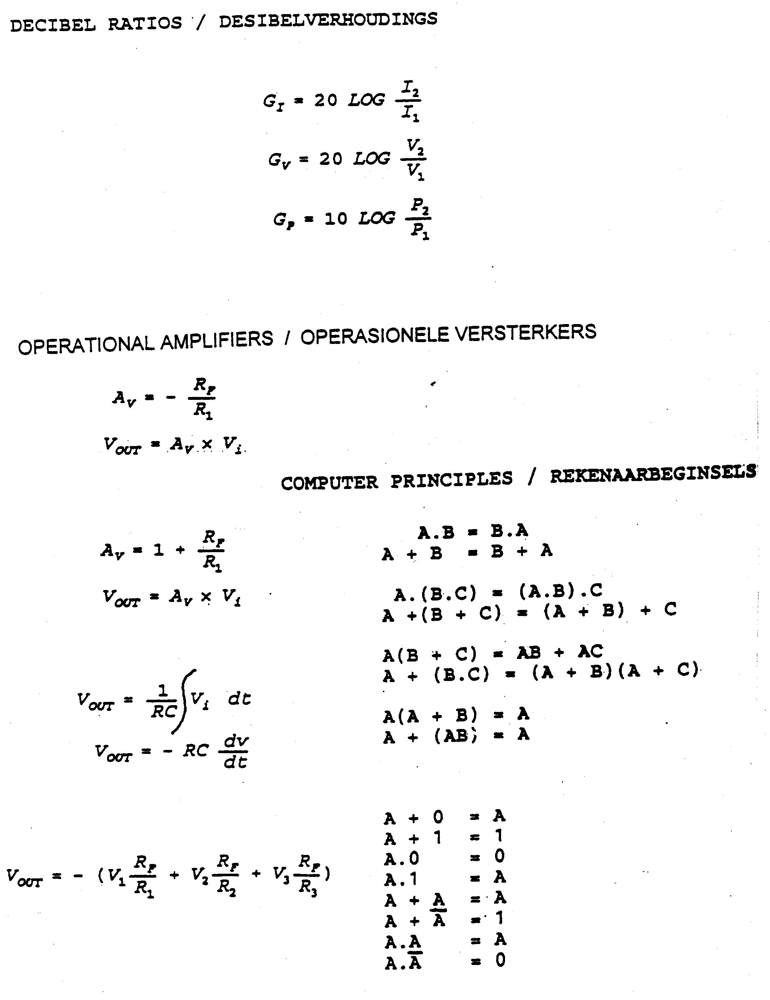 DECIBEL RATIOS / DESIBELVERHOUDINGS
G_I = 20 LOG I_2/I_1
G_V = 20 LOG V_2/V_1
G_P = 10 LOG P_2/P_1
OPERATIONAL AMPLIFIERS / OPERASIONELE VERSTERKERS
A_V = - R_F/R_1
V_OUT = A_V × V_i
COMPUTER PRINCIPLES / REKENAARBEGINSELS
A_V = 1 + R_F/R_1
V_OUT = A_V × V_i
V_OUT = 1/RC ∫ V_i dt
V_OUT = - RC dv/dt
V_OUT = - (V_1 R_F/R_1 + V_2 R_F/R_2 + V_3 R_F/R_3)
A.B = B.A
A + B = B + A
A.(B.C) = (A.B).C
A +(B + C) = (A + B) + C
A(B + C) = AB + AC
A + (B.C) = (A + B)(A + C)
A(A + B) = A
A + (AB) = A
A + 0 = A
A + 1 = 1
A.0 = 0
A.1 = A
A + A = A
A + A̅ = 1
A.A = A
A.A̅ = 0